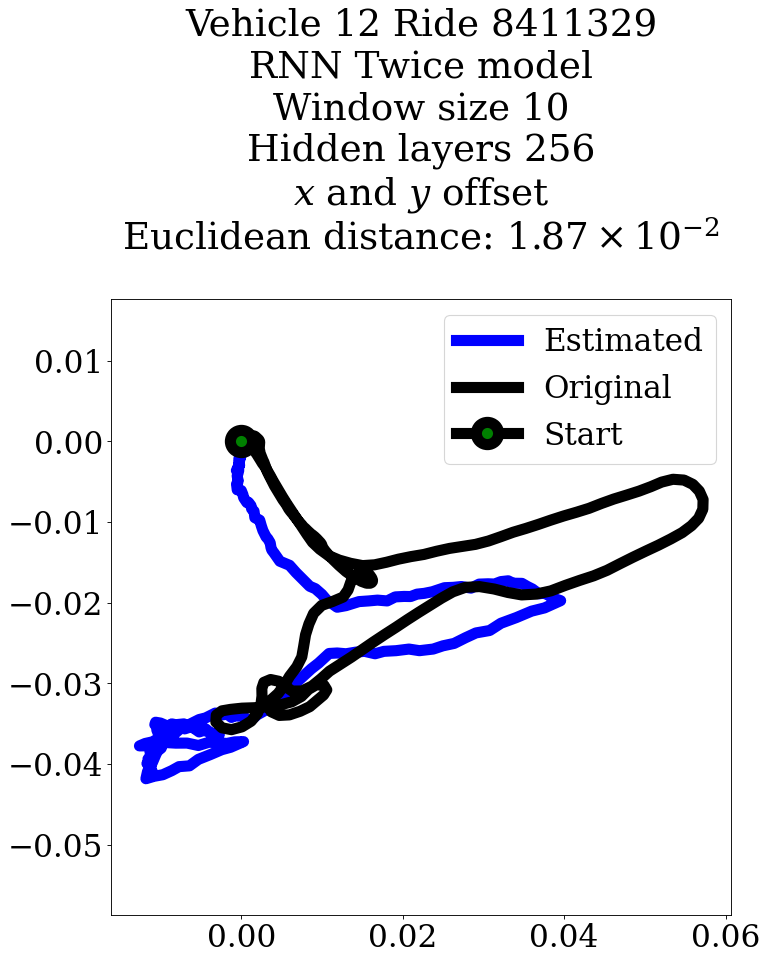 Vehicle 12 Ride 8411329
RNN Twice model
Window size 10
Hidden layers 256
x and y offset
Euclidean distance: 1.87 × 10⁻²
Estimated
Original
Start
0.01
0.00
−0.01
−0.02
−0.03
−0.04
−0.05
0.00 0.02 0.04 0.06